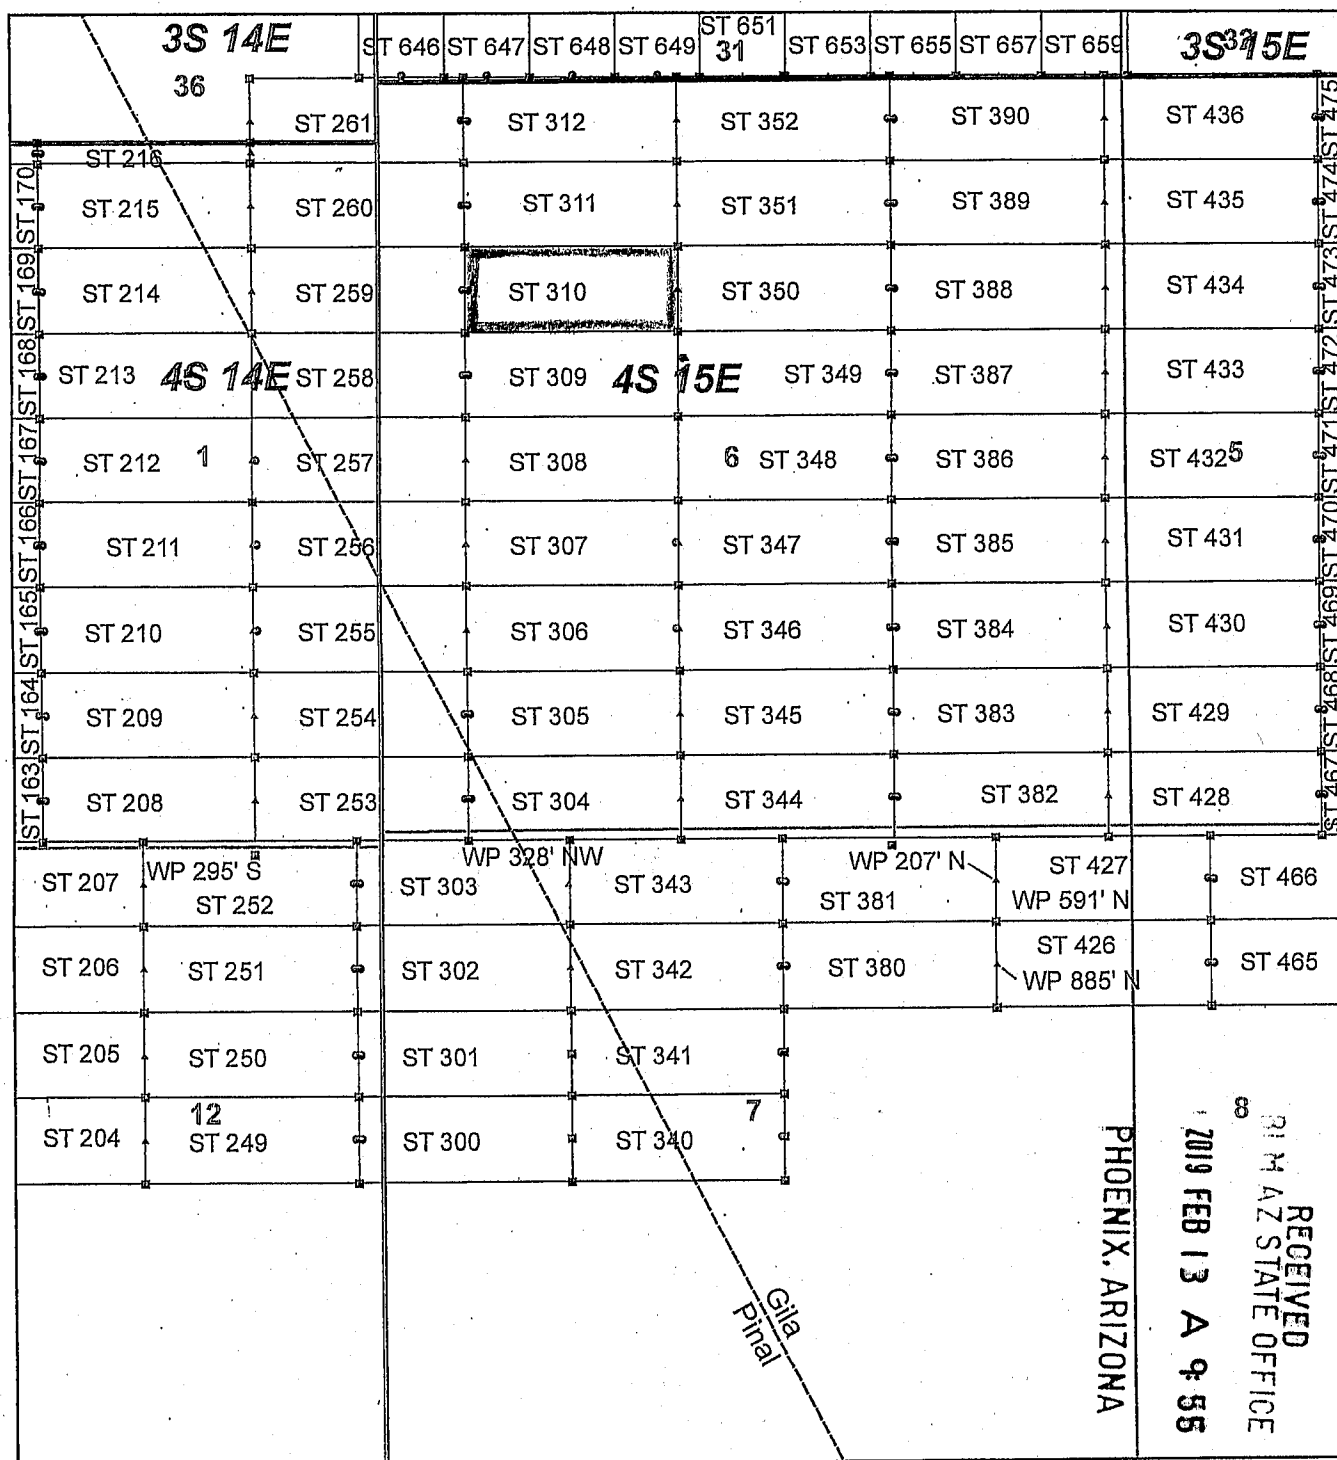 3S 14E
ST 646 ST 647 ST 648 ST 649 ST 651 ST 653 ST 655 ST 657 ST 659
31
3S 15E
36
ST 261 ST 312 ST 352 ST 390 ST 436 ST 475
ST 216
ST 170 ST 215 ST 260 ST 311 ST 351 ST 389 ST 435 ST 474
ST 169 ST 214 ST 259 ST 310 ST 350 ST 388 ST 434 ST 473
ST 168 ST 213 4S 14E ST 258 ST 309 4S 15E ST 349 ST 387 ST 433 ST 472
ST 167 ST 212 1 ST 257 ST 308 6 ST 348 ST 386 ST 432 5 ST 471
ST 166 ST 211 ST 256 ST 307 ST 347 ST 385 ST 431 ST 470
ST 165 ST 210 ST 255 ST 306 ST 346 ST 384 ST 430 ST 469
ST 164 ST 209 ST 254 ST 305 ST 345 ST 383 ST 429 ST 468
ST 163 ST 208 ST 253 ST 304 ST 344 ST 382 ST 428 ST 467
WP 295' S WP 328' NW WP 207' N
ST 207 ST 252 ST 303 ST 343 ST 381 ST 427 ST 466
WP 591' N
ST 206 ST 251 ST 302 ST 342 ST 380 ST 426 ST 465
WP 885' N
ST 205 ST 250 ST 301 ST 341
12 7 8
ST 204 ST 249 ST 300 ST 340
Gila
Pinal
RECEIVED
BLM AZ STATE OFFICE
2019 FEB 13 A 9:55
PHOENIX, ARIZONA